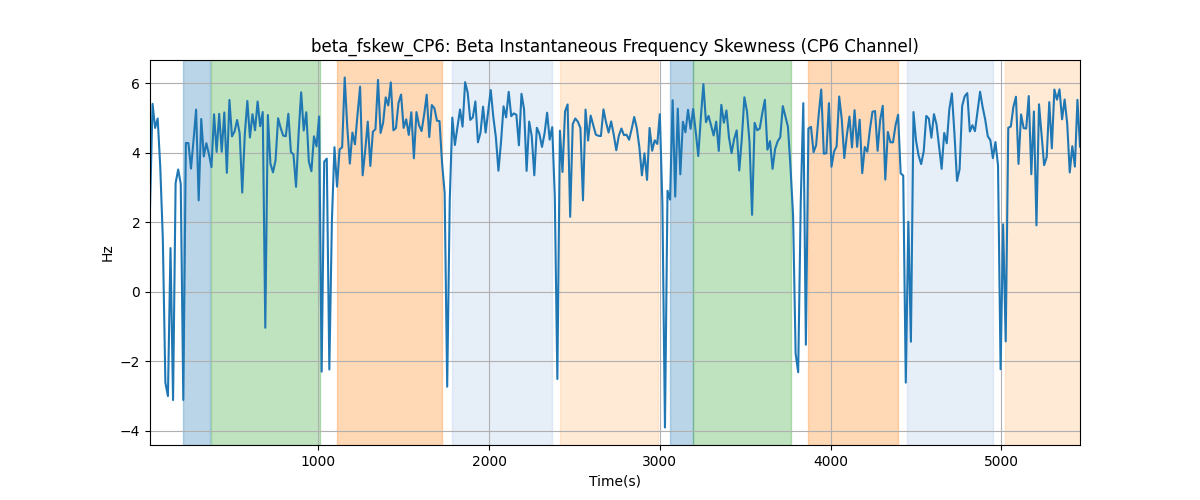 beta_fskew_CP6: Beta Instantaneous Frequency Skewness (CP6 Channel)
6
4
2
0
−2
−4
Hz
1000 2000 3000 4000 5000
Time(s)